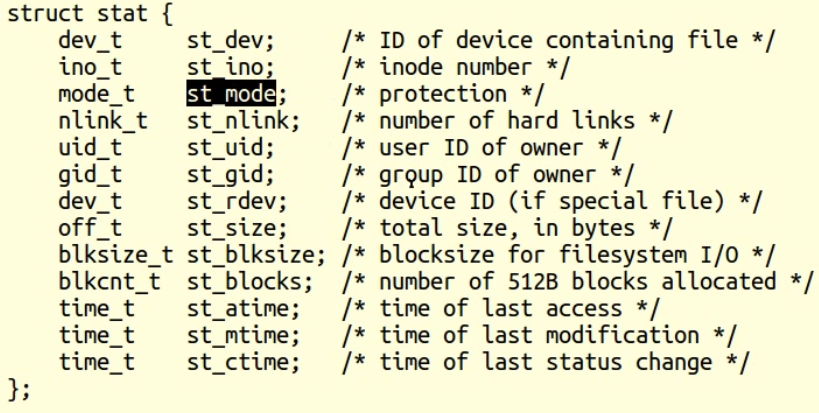 struct stat {
    dev_t     st_dev;     /* ID of device containing file */
    ino_t     st_ino;     /* inode number */
    mode_t    st_mode;    /* protection */
    nlink_t   st_nlink;   /* number of hard links */
    uid_t     st_uid;     /* user ID of owner */
    gid_t     st_gid;     /* group ID of owner */
    dev_t     st_rdev;    /* device ID (if special file) */
    off_t     st_size;    /* total size, in bytes */
    blksize_t st_blksize; /* blocksize for filesystem I/O */
    blkcnt_t  st_blocks;  /* number of 512B blocks allocated */
    time_t    st_atime;   /* time of last access */
    time_t    st_mtime;   /* time of last modification */
    time_t    st_ctime;   /* time of last status change */
};